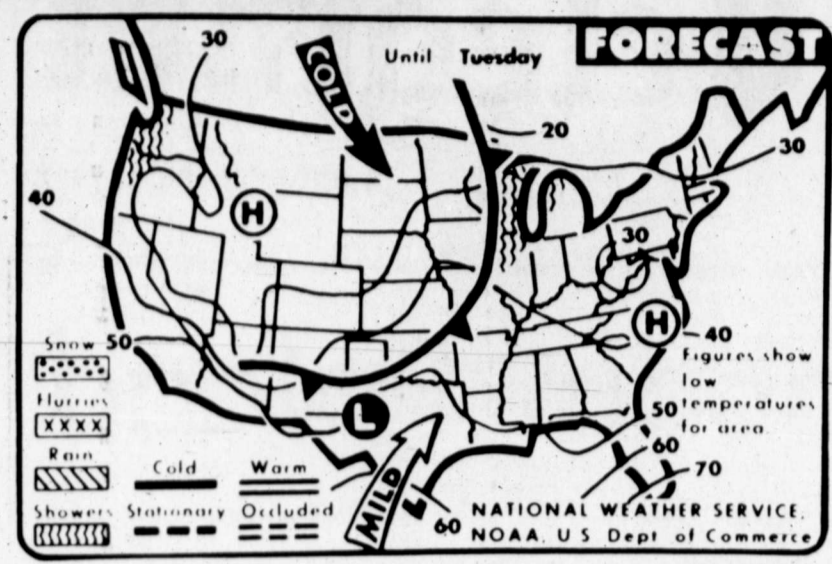 FORECAST
Until Tuesday
30
COLD
20
30
40
H
30
H
50
40
Snow
Figures show
low
temperatures
for area
Flurries
L
50
Rain
Cold
Warm
60
70
MILD
Showers
Stationary
Occluded
60
NATIONAL WEATHER SERVICE,
NOAA, U S Dept of Commerce